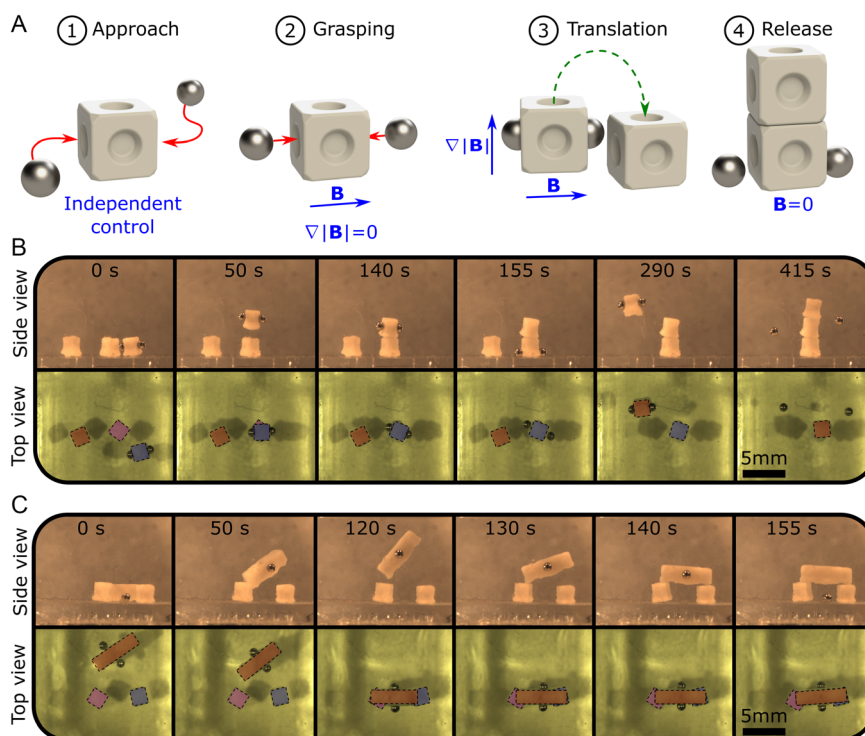 A
1 Approach
2 Grasping
3 Translation
4 Release
Independent
control
B
∇|B|=0
∇|B|
B
B=0
B
Side view
0 s
50 s
140 s
155 s
290 s
415 s
Top view
5mm
C
Side view
0 s
50 s
120 s
130 s
140 s
155 s
Top view
5mm